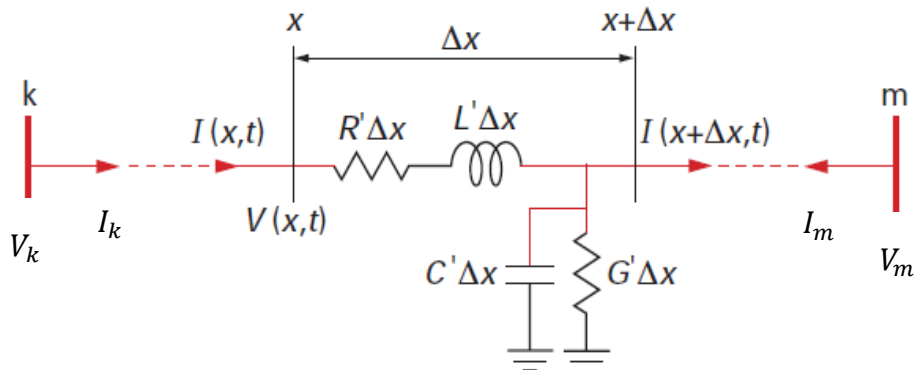 x x+Δx
Δx
k m
I (x,t) R'Δx L'Δx I (x+Δx,t)
V (x,t)
I_k I_m
V_k V_m
C'Δx G'Δx